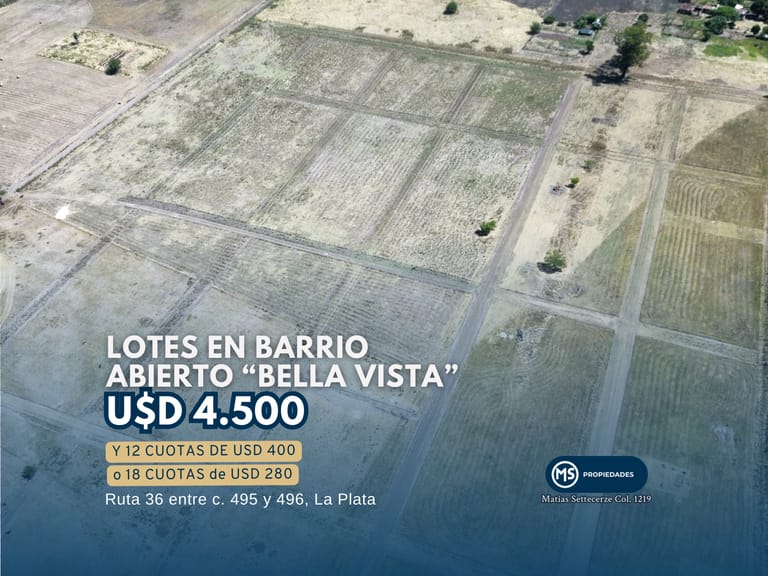 LOTES EN BARRIO
ABIERTO “BELLA VISTA”
U$D 4.500
Y 12 CUOTAS DE USD 400
o 18 CUOTAS de USD 280
Ruta 36 entre c. 495 y 496, La Plata
MS PROPIEDADES
Matías Settecerze Col. 1219